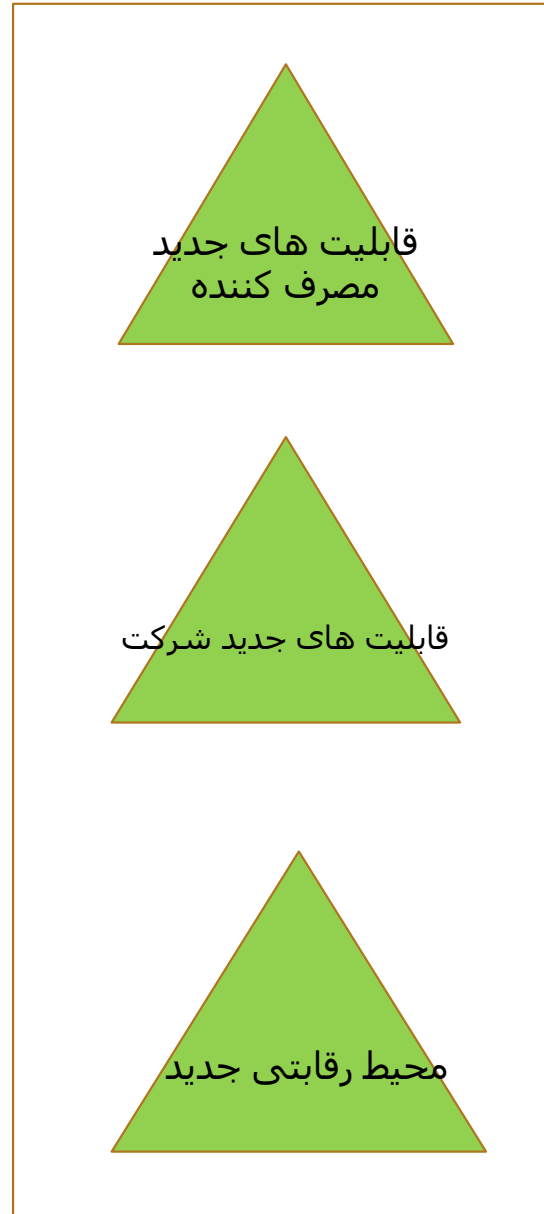 قابلیت های جدید
مصرف کننده
قابلیت های جدید شرکت
محیط رقابتی جدید